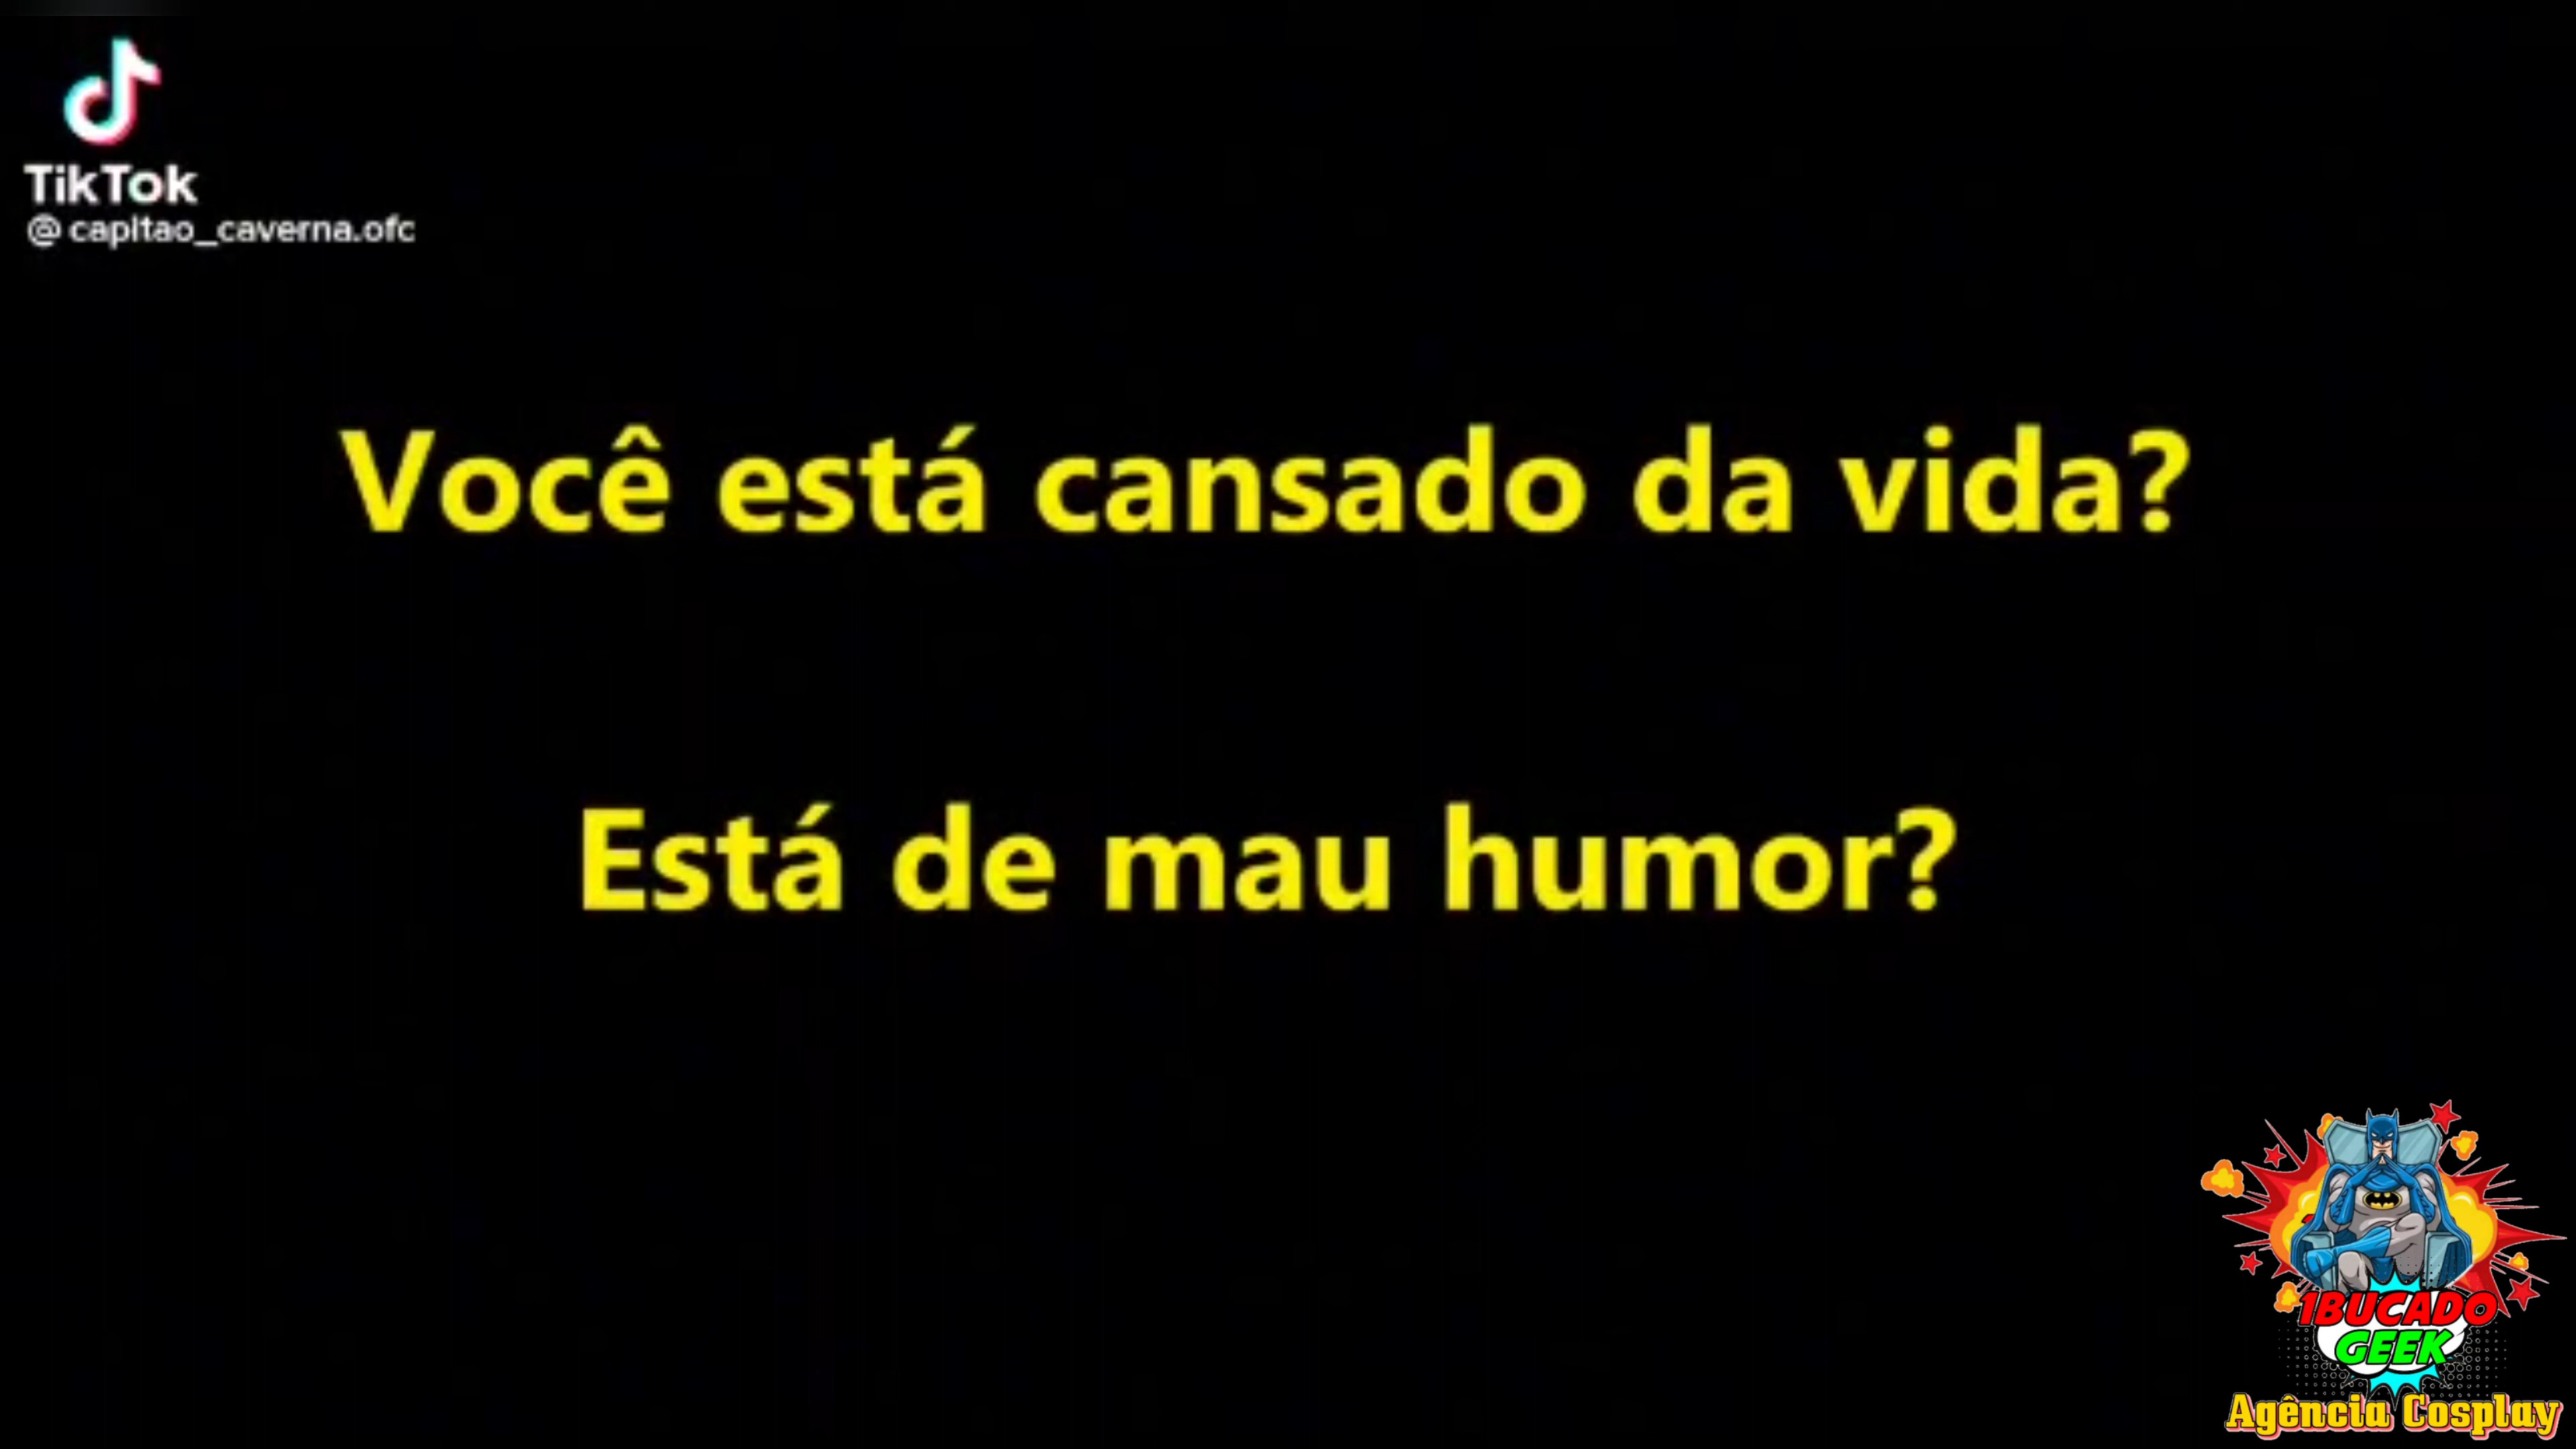 TikTok
@capitao_caverna.ofc
Você está cansado da vida?
Está de mau humor?
1BUCADO
GEEK
Agência Cosplay